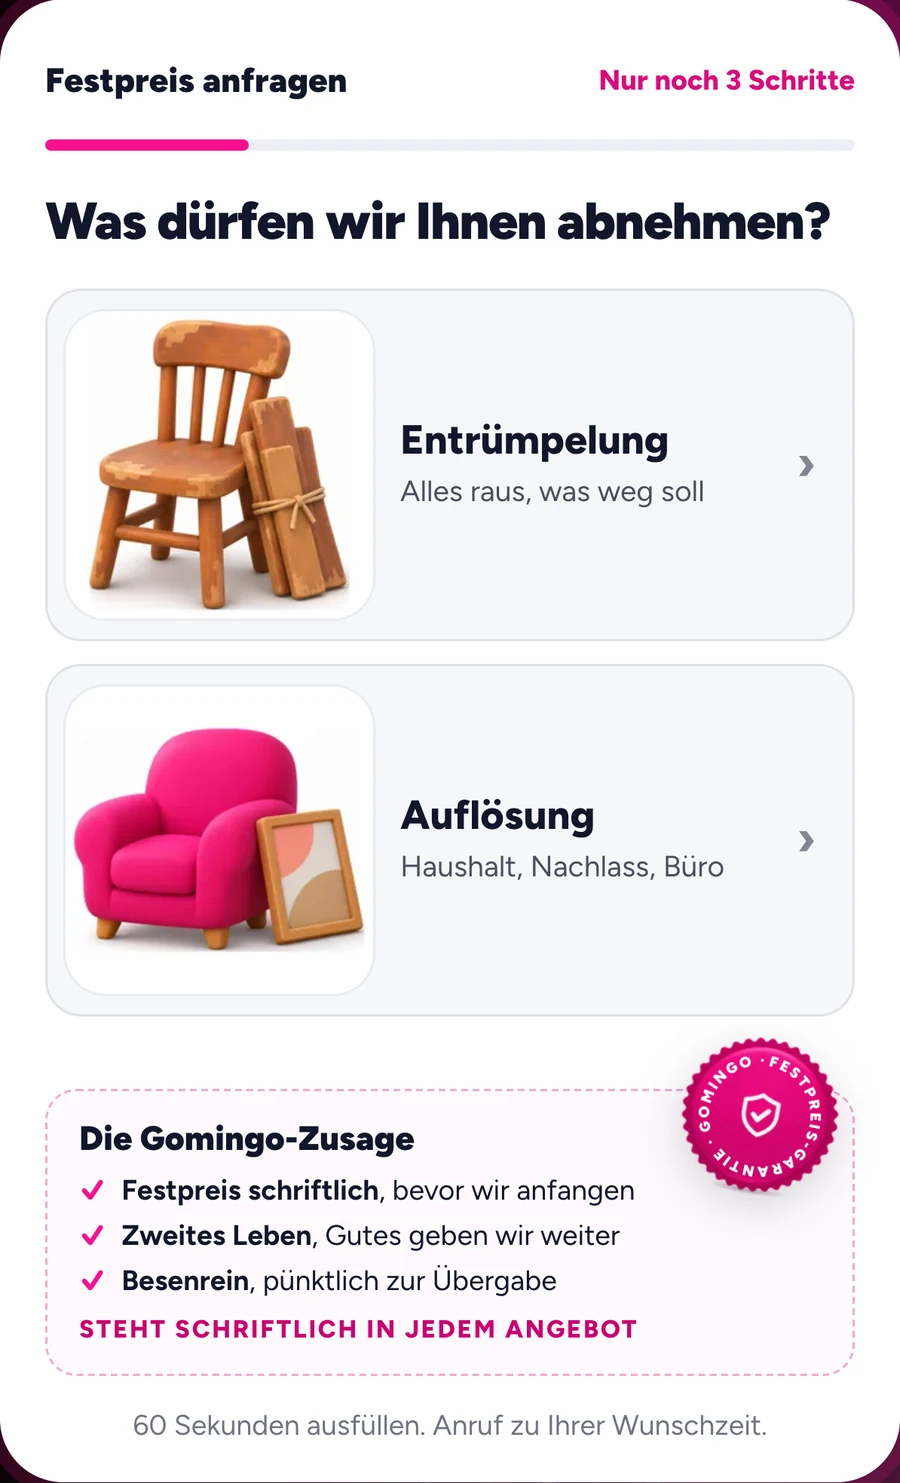 Festpreis anfragen
Nur noch 3 Schritte
Was dürfen wir Ihnen abnehmen?
Entrümpelung
Alles raus, was weg soll
Auflösung
Haushalt, Nachlass, Büro
GOMINGO · FESTPREIS-GARANTIE ·
Die Gomingo-Zusage
Festpreis schriftlich, bevor wir anfangen
Zweites Leben, Gutes geben wir weiter
Besenrein, pünktlich zur Übergabe
STEHT SCHRIFTLICH IN JEDEM ANGEBOT
60 Sekunden ausfüllen. Anruf zu Ihrer Wunschzeit.